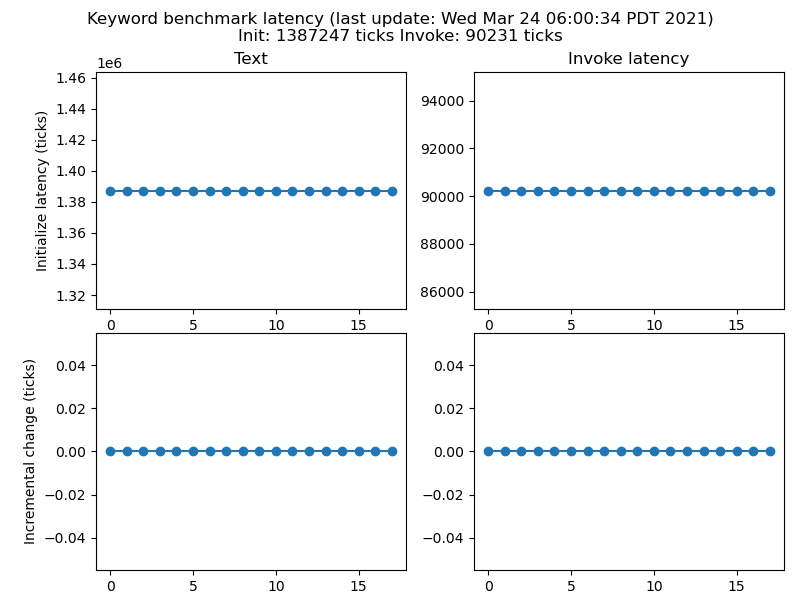 Keyword benchmark latency (last update: Wed Mar 24 06:00:34 PDT 2021)
Init: 1387247 ticks Invoke: 90231 ticks
Text
1e6
Initialize latency (ticks)
1.46
1.44
1.42
1.40
1.38
1.36
1.34
1.32
0 5 10 15
Invoke latency
94000
92000
90000
88000
86000
0 5 10 15
Incremental change (ticks)
0.04
0.02
0.00
−0.02
−0.04
0 5 10 15
0.04
0.02
0.00
−0.02
−0.04
0 5 10 15